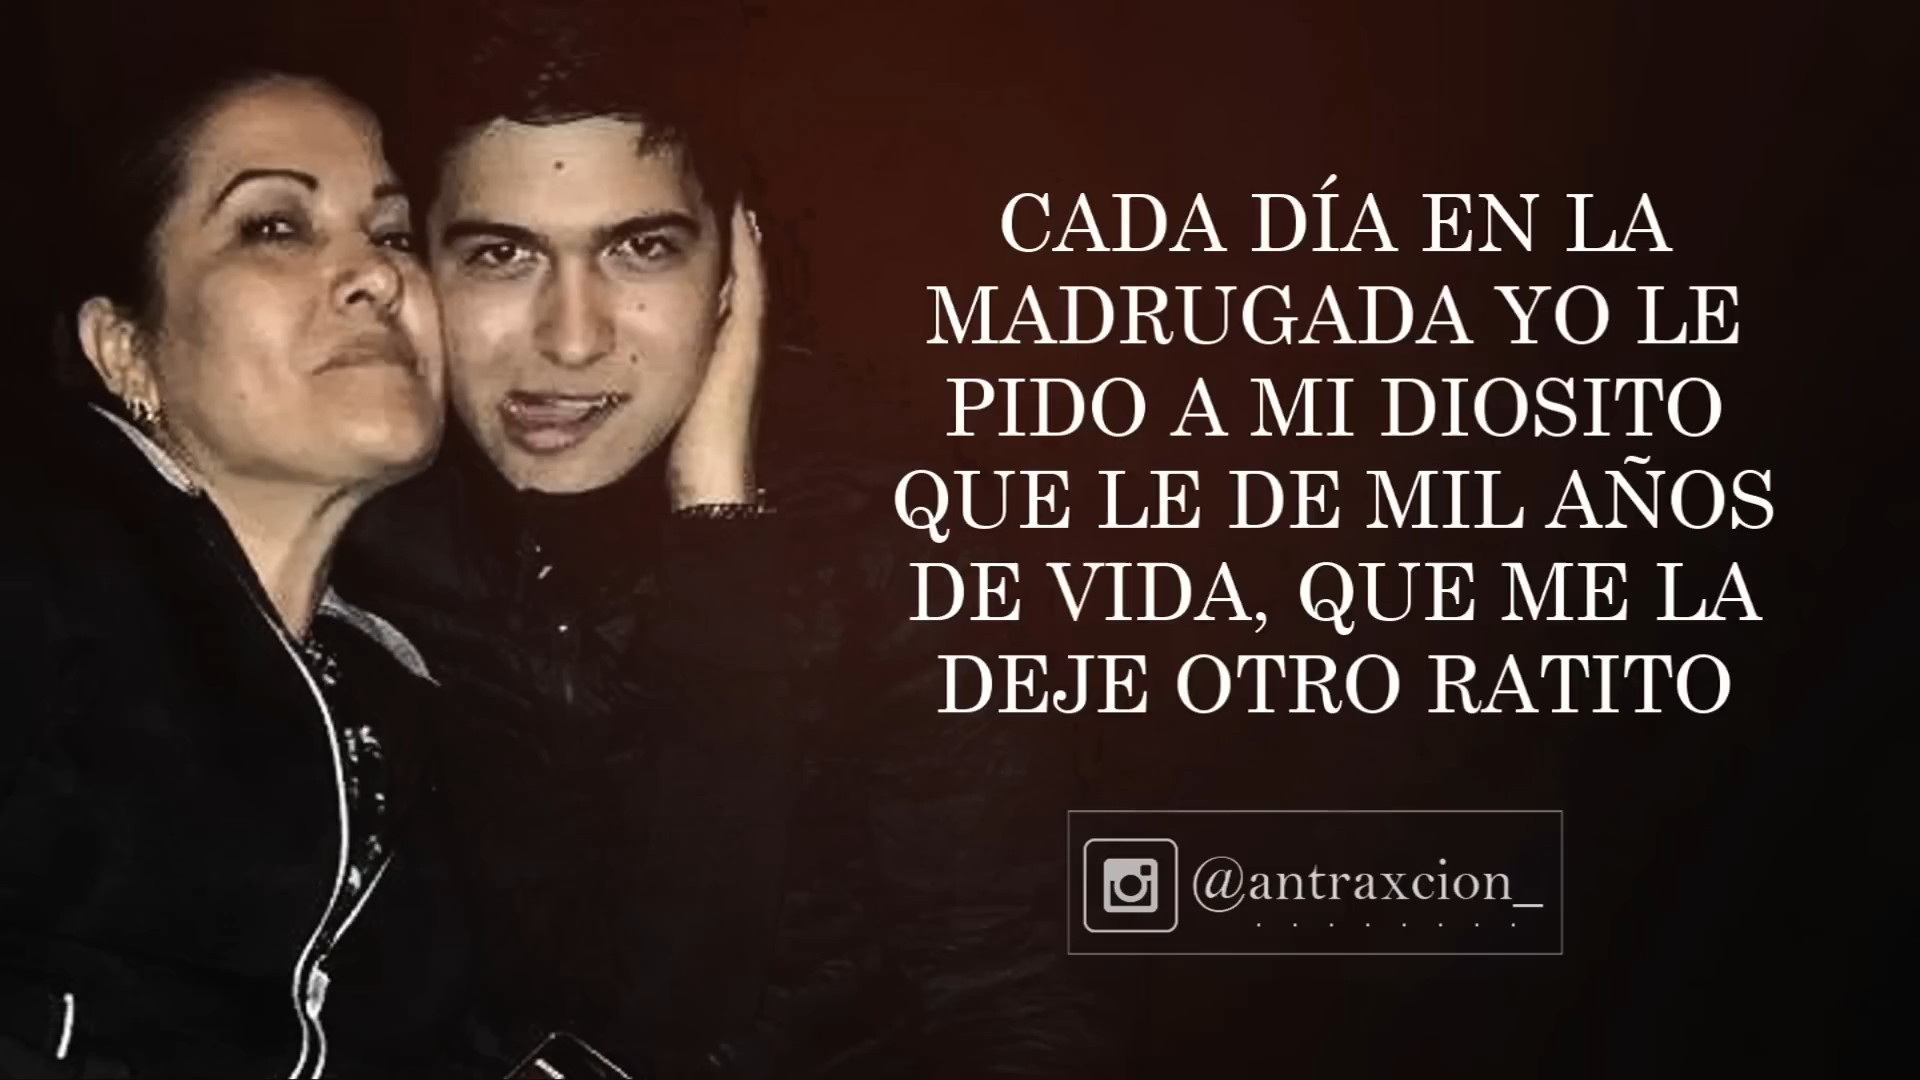 CADA DÍA EN LA
MADRUGADA YO LE
PIDO A MI DIOSITO
QUE LE DE MIL AÑOS
DE VIDA, QUE ME LA
DEJE OTRO RATITO
@antraxcion_